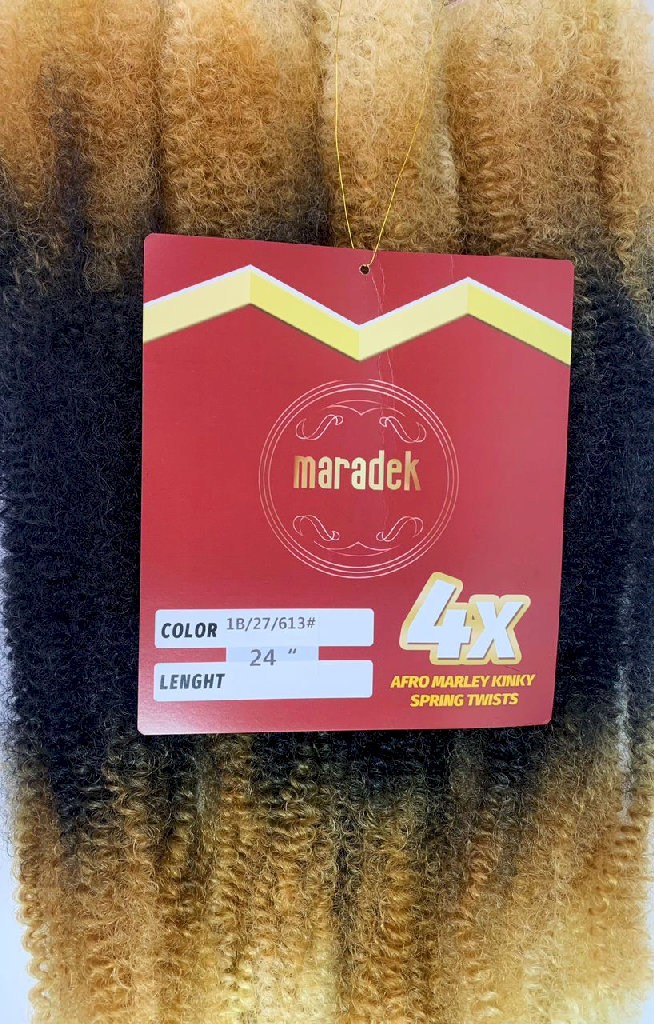 maradek
COLOR 1B/27/613#
24 "
LENGHT
4x
AFRO MARLEY KINKY
SPRING TWISTS